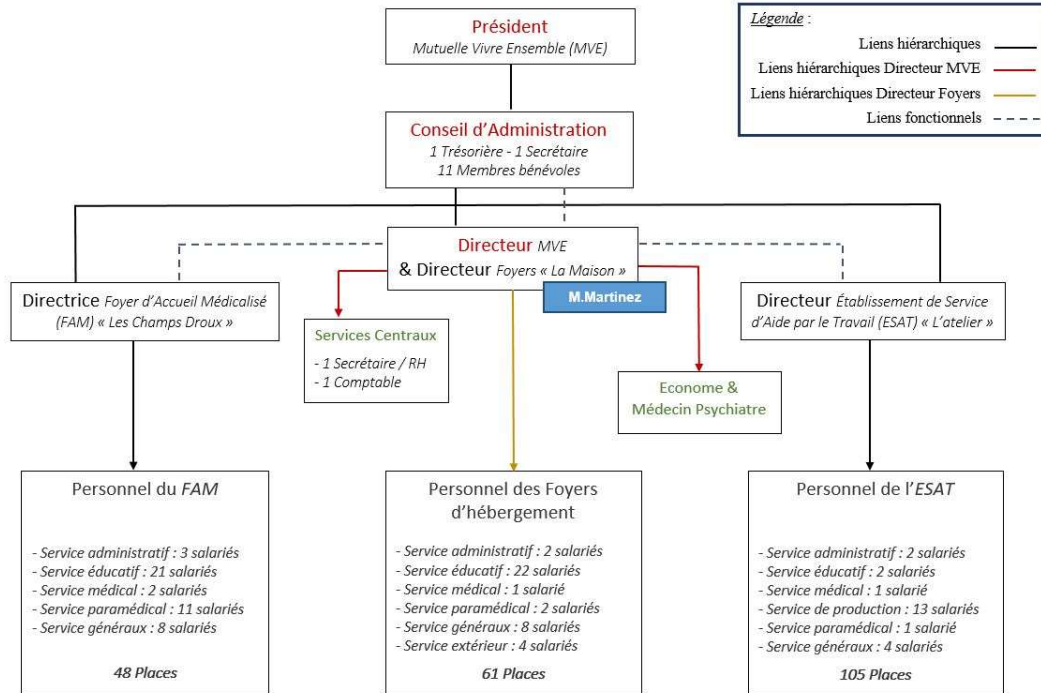 Président
Mutuelle Vivre Ensemble (MVE)
Légende :
Liens hiérarchiques
Liens hiérarchiques Directeur MVE
Liens hiérarchiques Directeur Foyers
Liens fonctionnels
Conseil d’Administration
1 Trésorière - 1 Secrétaire
11 Membres bénévoles
Directeur MVE
& Directeur Foyers « La Maison »
M.Martinez
Directrice Foyer d’Accueil Médicalisé
(FAM) « Les Champs Droux »
Services Centraux
- 1 Secrétaire / RH
- 1 Comptable
Econome &
Médecin Psychiatre
Directeur Établissement de Service
d’Aide par le Travail (ESAT) « L’atelier »
Personnel du FAM
- Service administratif : 3 salariés
- Service éducatif : 21 salariés
- Service médical : 2 salariés
- Service paramédical : 11 salariés
- Service généraux : 8 salariés
48 Places
Personnel des Foyers
d’hébergement
- Service administratif : 2 salariés
- Service éducatif : 22 salariés
- Service médical : 1 salarié
- Service paramédical : 2 salariés
- Service généraux : 8 salariés
- Service extérieur : 4 salariés
61 Places
Personnel de l’ESAT
- Service administratif : 2 salariés
- Service éducatif : 2 salariés
- Service médical : 1 salarié
- Service de production : 13 salariés
- Service paramédical : 1 salarié
- Service généraux : 4 salariés
105 Places